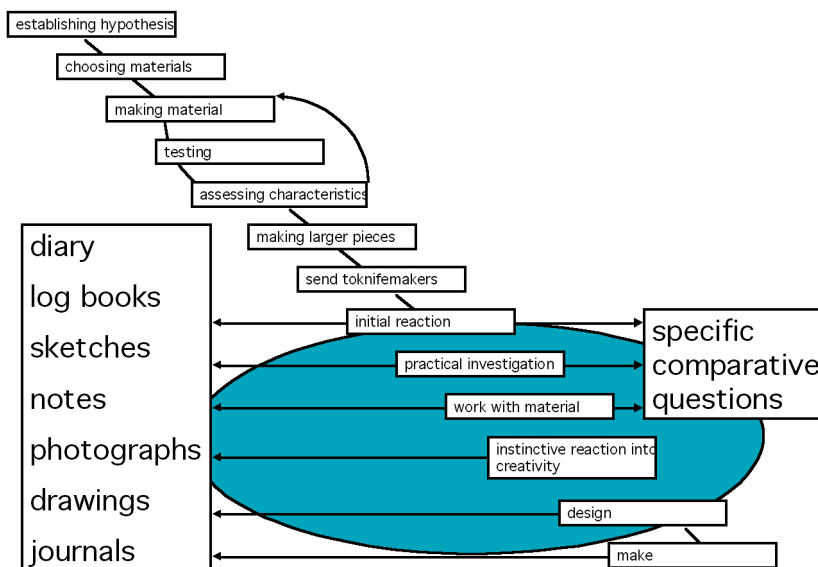 establishing hypothesis
choosing materials
making material
testing
assessing characteristics
making larger pieces
send toknifemakers
initial reaction
practical investigation
work with material
instinctive reaction into
creativity
design
make
diary
log books
sketches
notes
photographs
drawings
journals
specific
comparative
questions